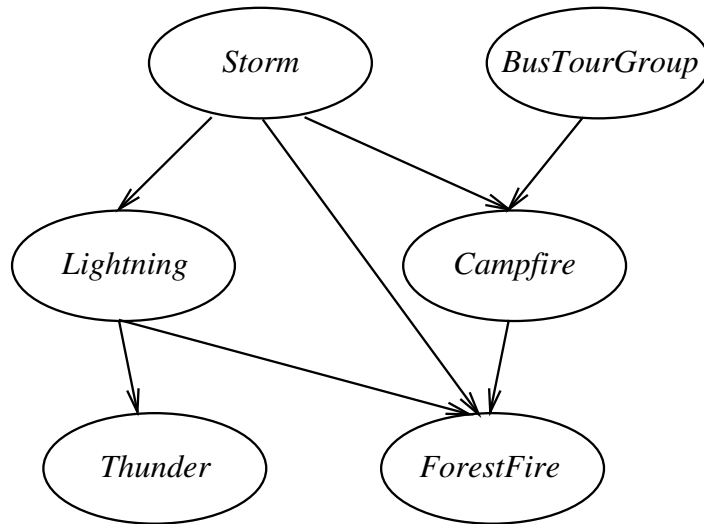 Storm
BusTourGroup
Lightning
Campfire
Thunder
ForestFire